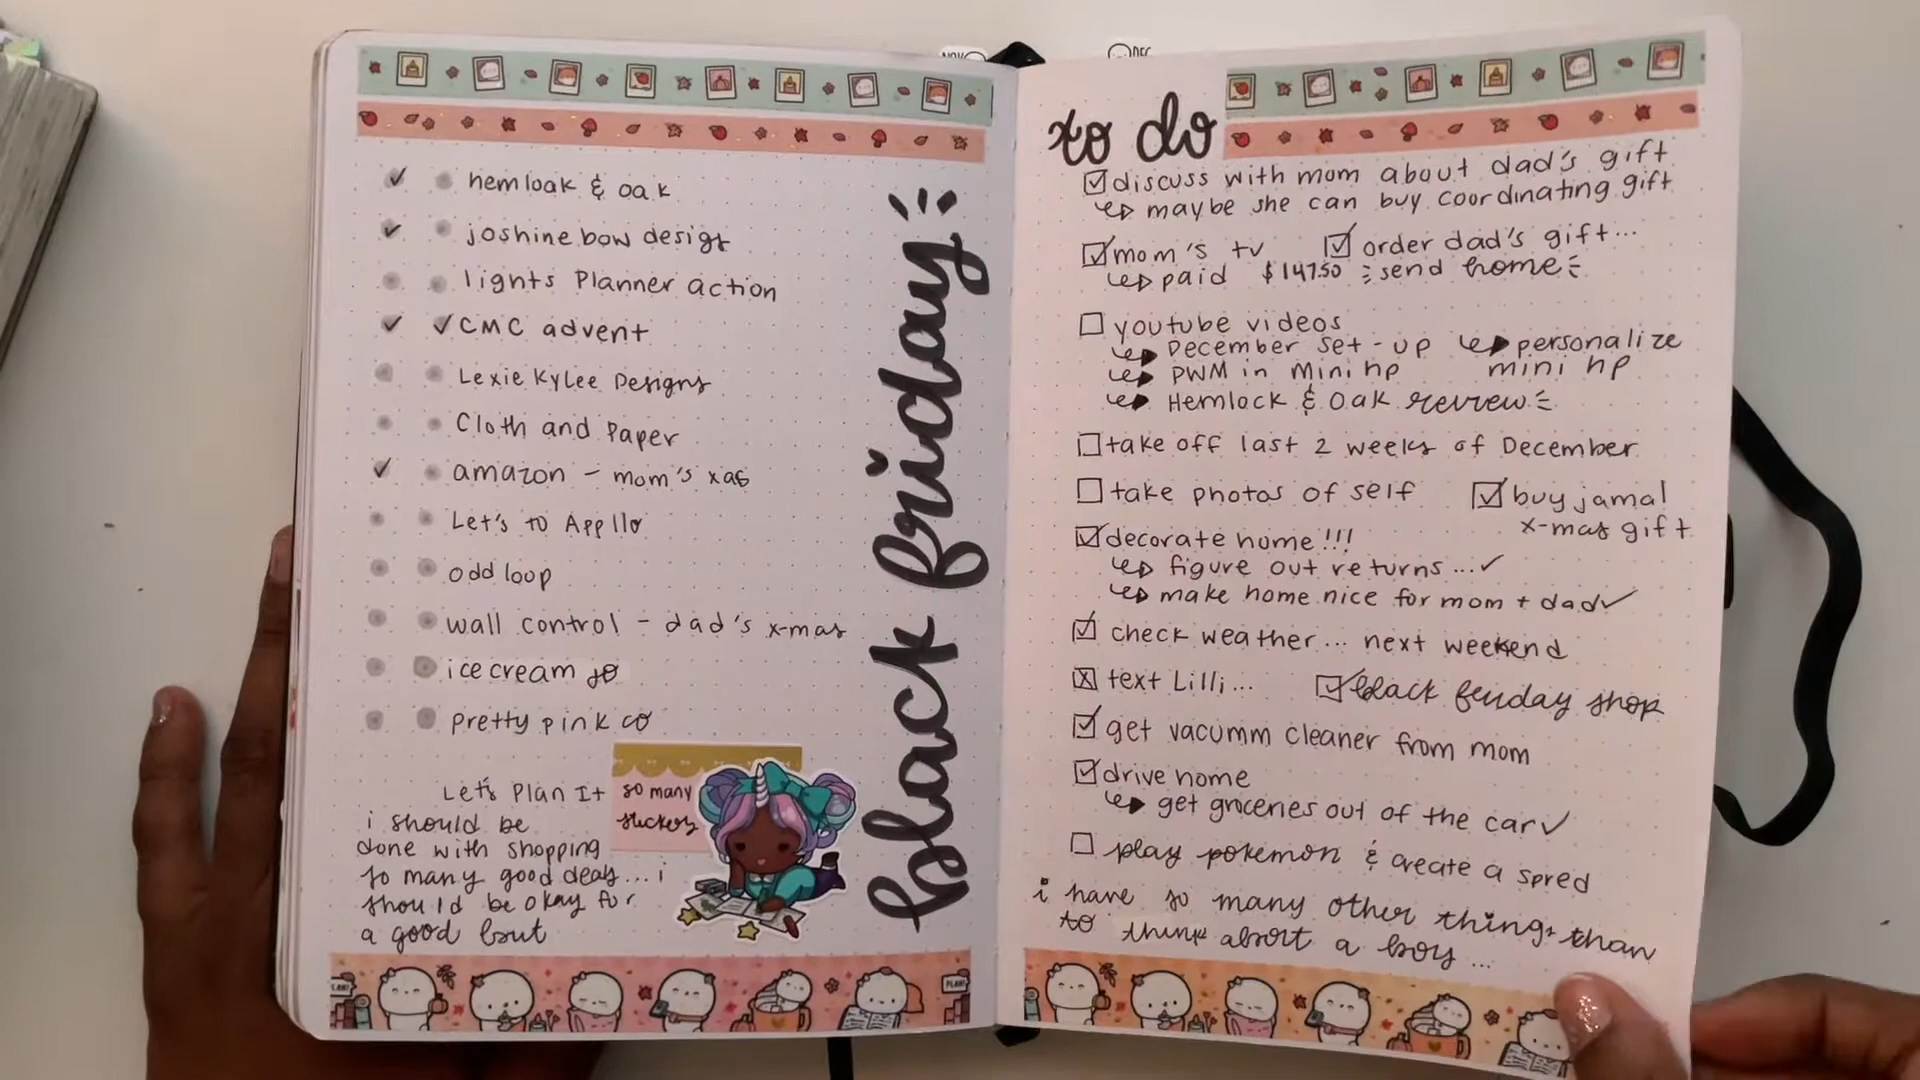 hemloak & oak
joshine bow design
lights Planner action
CMC advent
Lexie Kylee Designs
Cloth and Paper
amazon - mom's xas
Let's to Appllo
odd loop
wall control - dad's x-mas
ice cream so
pretty pink co
Let's Plan It
so many
stickers
i should be
done with shopping
so many good deals... i
should be okay for
a good but
black friday
NOV
DEC
to do
discuss with mom about dad's gift
maybe she can buy coordinating gift
mom's tv
order dad's gift...
paid $147.50
send home
youtube videos
December set-up
personalize
mini hp
PWM in mini hp
Hemlock & Oak review
take off last 2 weeks of December
take photos of self
buy jamal
x-mas gift
decorate home!!!
figure out returns...
make home nice for mom + dad
check weather... next weekend
text Lilli...
black friday shop
get vacumm cleaner from mom
drive home
get groceries out of the car
play pokemon & create a spred
i have so many other things than
to think about a boy...
PLANT
PLAN